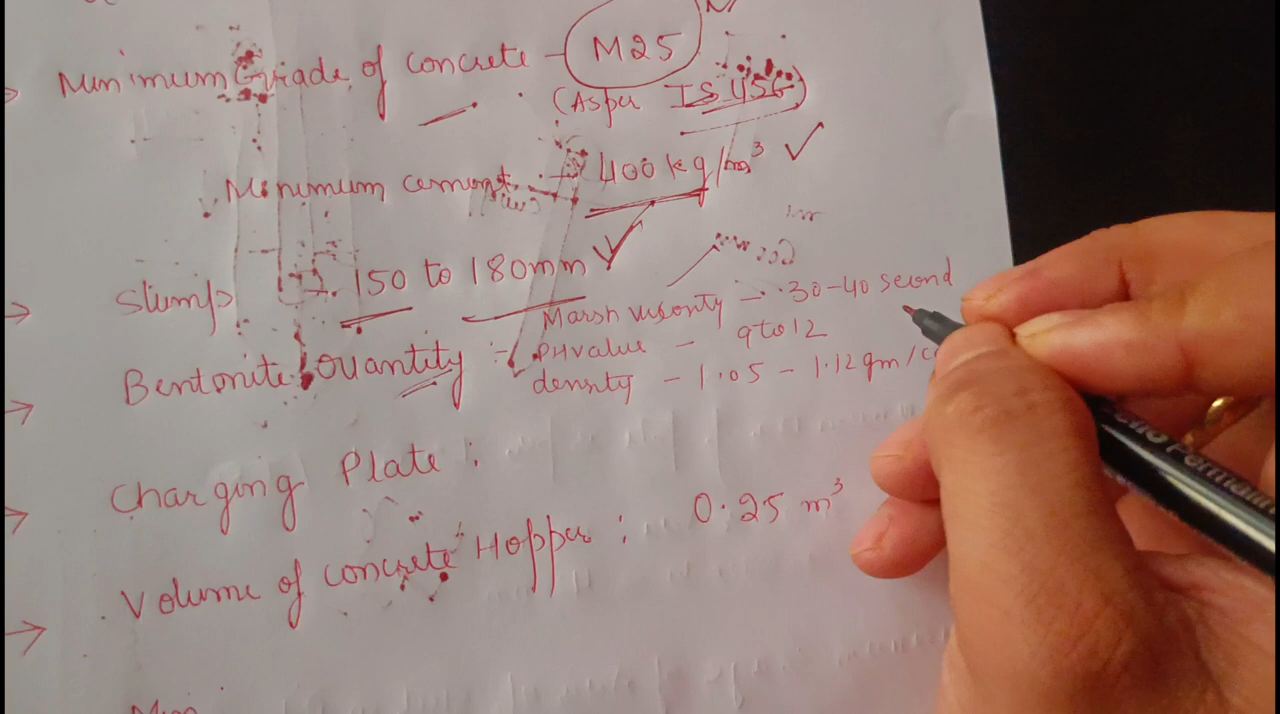 → Minimum Grade of concrete - M25
(As per IS 456)
Minimum cement :- 400 kg/m³ ✓
→ Slump :- 150 to 180mm ✓
→ Bentonite Quantity :- Marsh viscosity - 30-40 second
PH value - 9 to 12
density - 1.05 - 1.12 gm/
→ Charging Plate :
→ Volume of concrete Hopper : 0.25 m³